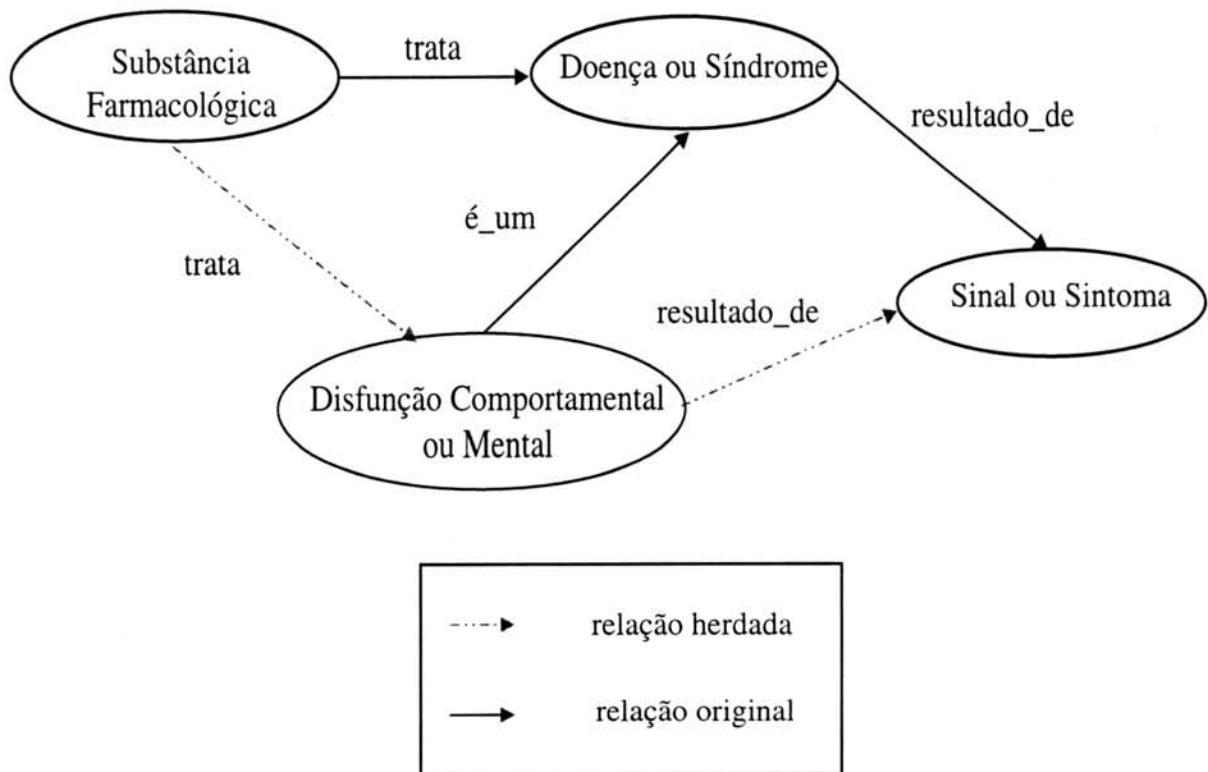 Substância
Farmacológica
trata
Doença ou Síndrome
resultado_de
é_um
trata
Sinal ou Sintoma
resultado_de
Disfunção Comportamental
ou Mental
relação herdada
relação original